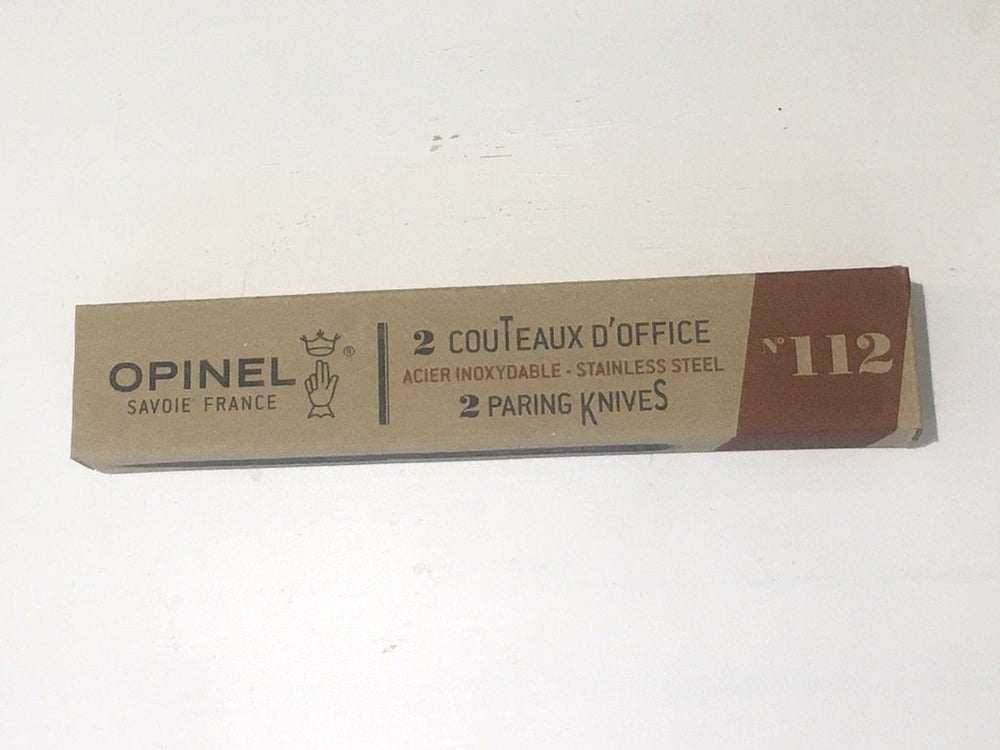 OPINEL ®
SAVOIE FRANCE
2 COUTEAUX D'OFFICE
ACIER INOXYDABLE - STAINLESS STEEL
2 PARING KNIVES
N°112